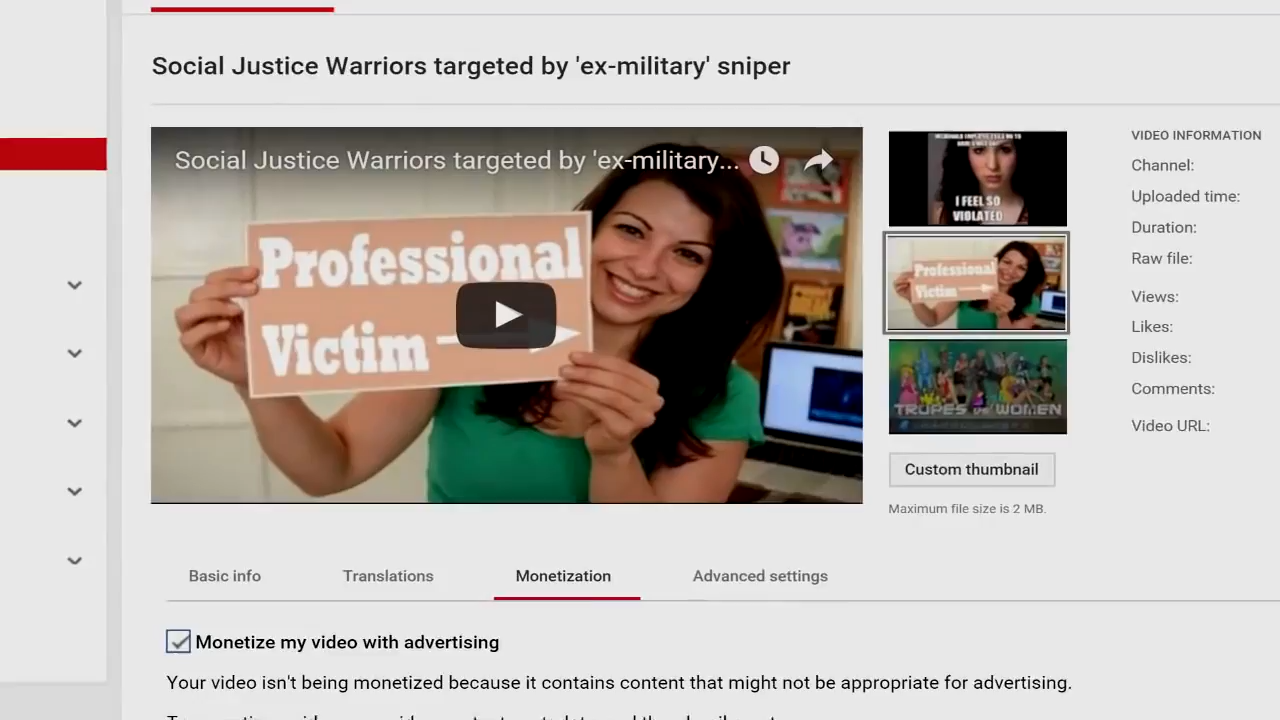 Social Justice Warriors targeted by 'ex-military' sniper
Social Justice Warriors targeted by 'ex-military...
Professional
Victim
I FEEL SO
VIOLATED
Professional
Victim
TROPES vs WOMEN
Custom thumbnail
Maximum file size is 2 MB.
VIDEO INFORMATION
Channel:
Uploaded time:
Duration:
Raw file:
Views:
Likes:
Dislikes:
Comments:
Video URL:
Basic info
Translations
Monetization
Advanced settings
Monetize my video with advertising
Your video isn't being monetized because it contains content that might not be appropriate for advertising.